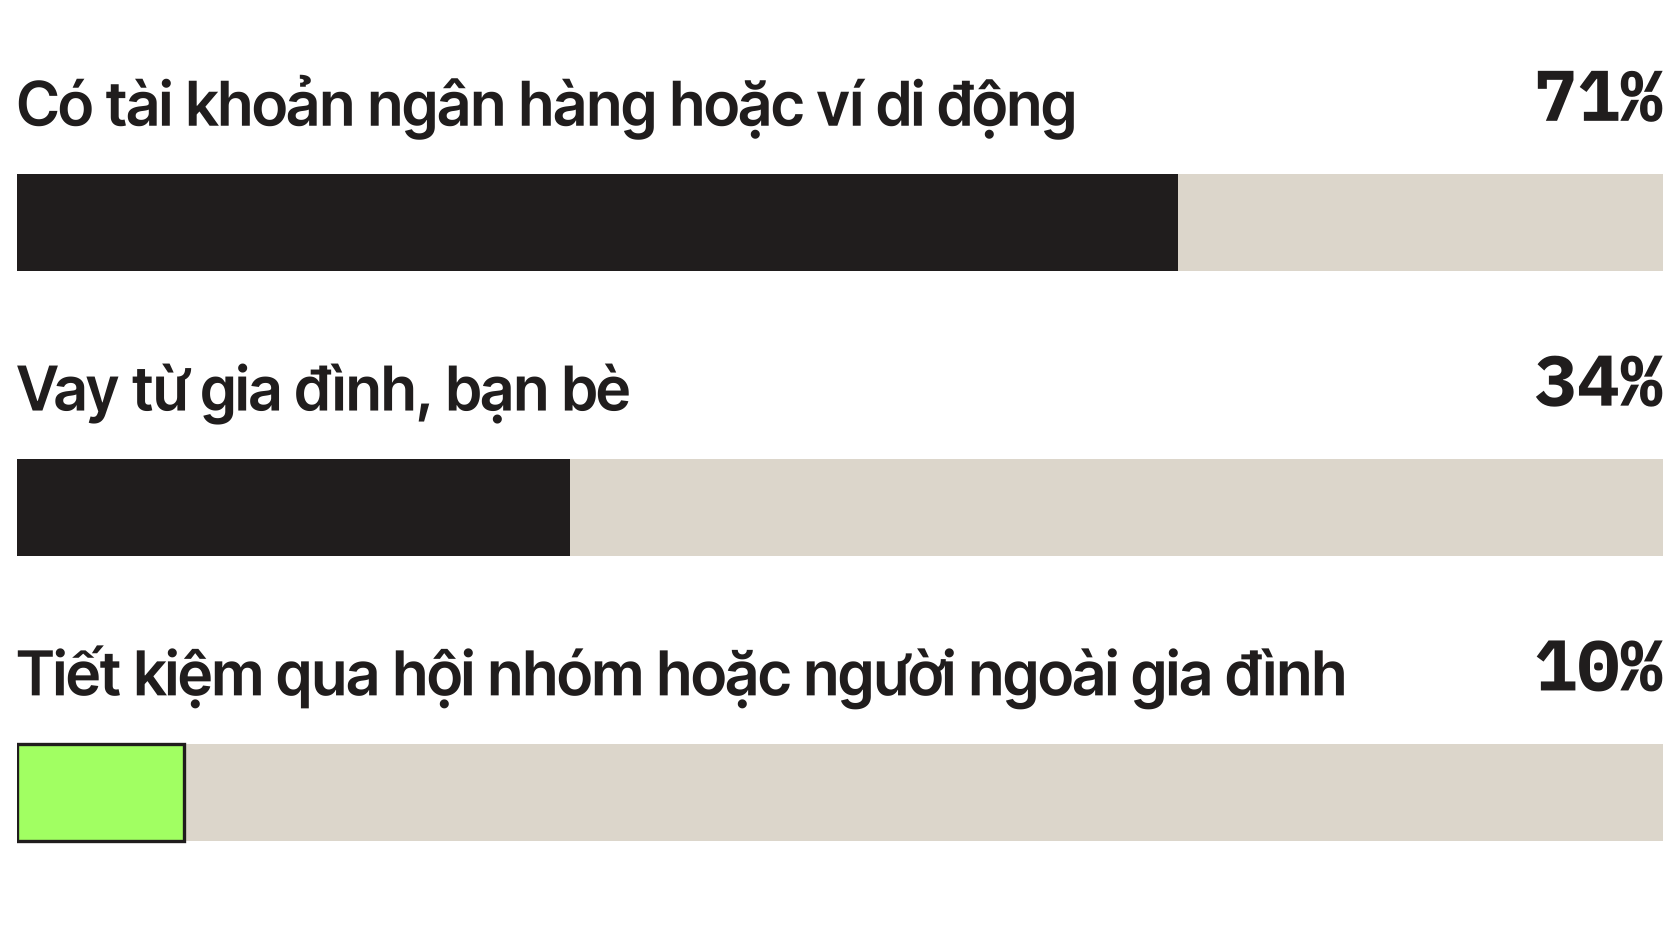 Có tài khoản ngân hàng hoặc ví di động 71%
Vay từ gia đình, bạn bè 34%
Tiết kiệm qua hội nhóm hoặc người ngoài gia đình 10%